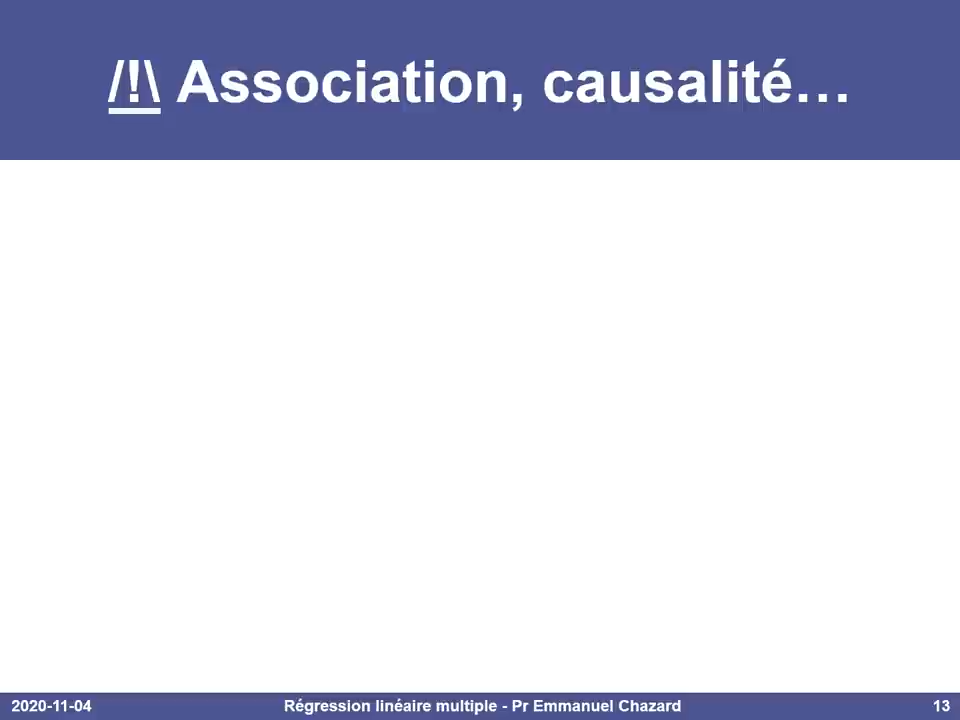 /!\ Association, causalité…
2020-11-04
Régression linéaire multiple - Pr Emmanuel Chazard
13